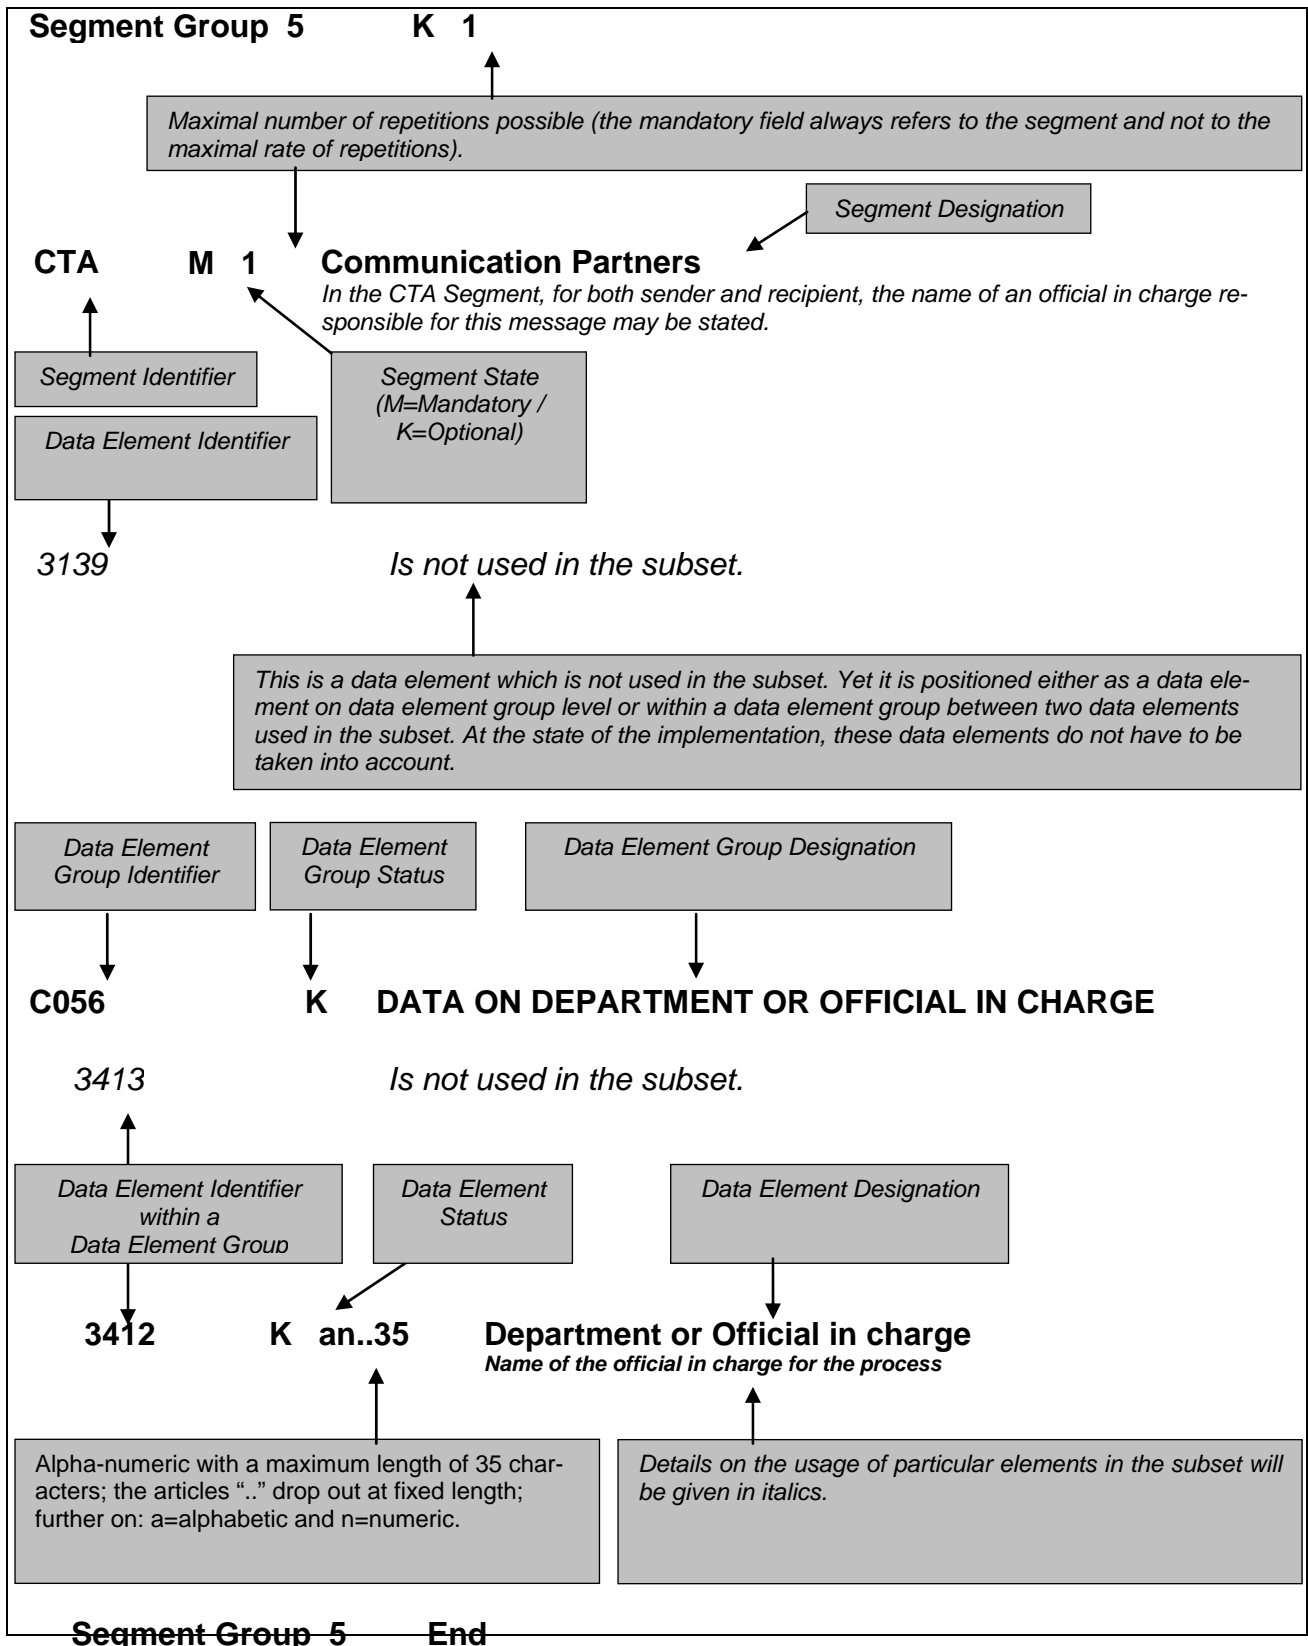 Segment Group 5 K 1
Maximal number of repetitions possible (the mandatory field always refers to the segment and not to the
maximal rate of repetitions).
Segment Designation
CTA M 1 Communication Partners
In the CTA Segment, for both sender and recipient, the name of an official in charge re-
sponsible for this message may be stated.
Segment Identifier
Segment State
(M=Mandatory /
K=Optional)
Data Element Identifier
3139 Is not used in the subset.
This is a data element which is not used in the subset. Yet it is positioned either as a data ele-
ment on data element group level or within a data element group between two data elements
used in the subset. At the state of the implementation, these data elements do not have to be
taken into account.
Data Element
Group Identifier
Data Element
Group Status
Data Element Group Designation
C056 K DATA ON DEPARTMENT OR OFFICIAL IN CHARGE
3413 Is not used in the subset.
Data Element Identifier
within a
Data Element Group
Data Element
Status
Data Element Designation
3412 K an..35 Department or Official in charge
Name of the official in charge for the process
Alpha-numeric with a maximum length of 35 char-
acters; the articles “..” drop out at fixed length;
further on: a=alphabetic and n=numeric.
Details on the usage of particular elements in the subset will
be given in italics.
Segment Group 5 End